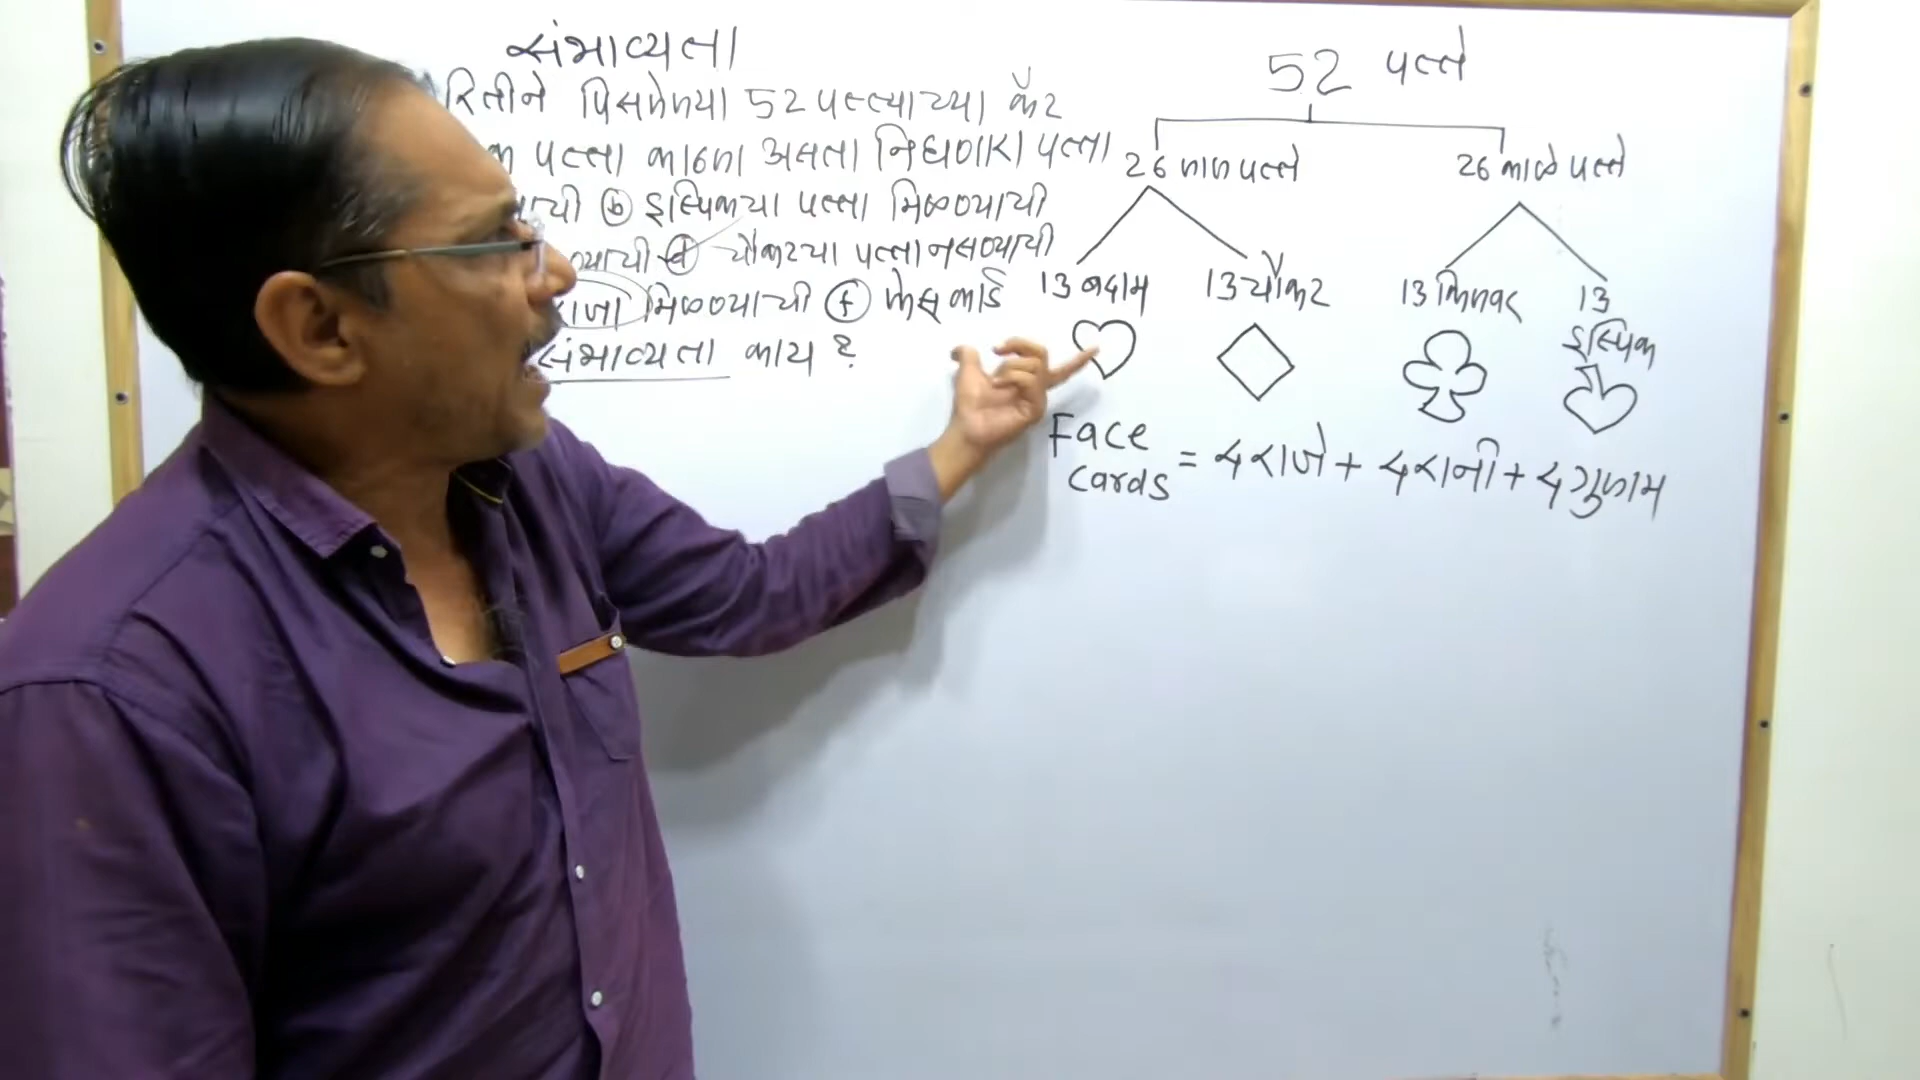 संभाव्यता
रितीने पिसलेल्या 52 पत्त्याच्या कॅट
क पत्ता काढला असता निघणारा पत्ता
ची ⓑ इस्पिकचा पत्ता मिळण्याची
ण्याची ⓓ चौकटचा पत्ता नसण्याची
राजा मिळण्याची ⓕ फेस कार्ड
संभाव्यता काय ?
52 पत्ते
26 लाल पत्ते
26 काळे पत्ते
13 बदाम
13 चौकट
13 किलवर
13 इस्पिक
Face cards = 4 राजे + 4 रानी + 4 गुलाम